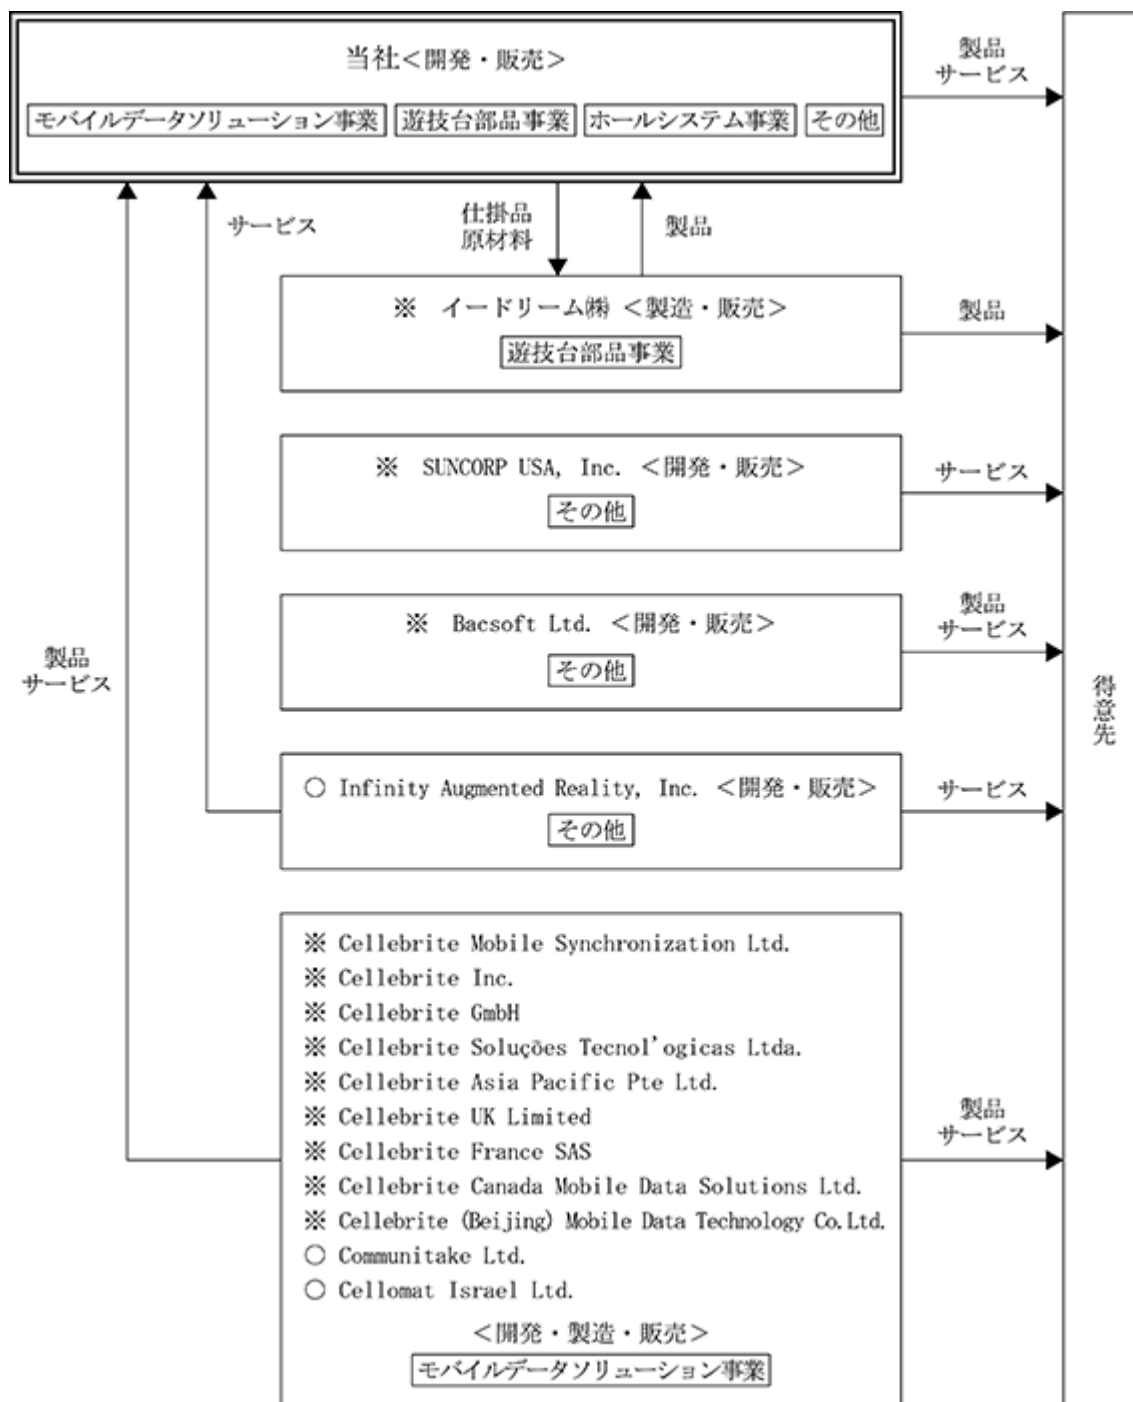 当社＜開発・販売＞
モバイルデータソリューション事業 遊技台部品事業 ホールシステム事業 その他
製品
サービス
サービス
仕掛品
原材料
製品
※ イードリーム㈱ ＜製造・販売＞
遊技台部品事業
製品
※ SUNCORP USA, Inc. ＜開発・販売＞
その他
サービス
※ Bacsoft Ltd. ＜開発・販売＞
その他
製品
サービス
製品
サービス
得意先
○ Infinity Augmented Reality, Inc. ＜開発・販売＞
その他
サービス
※ Cellebrite Mobile Synchronization Ltd.
※ Cellebrite Inc.
※ Cellebrite GmbH
※ Cellebrite Soluções Tecnol'ogicas Ltda.
※ Cellebrite Asia Pacific Pte Ltd.
※ Cellebrite UK Limited
※ Cellebrite France SAS
※ Cellebrite Canada Mobile Data Solutions Ltd.
※ Cellebrite (Beijing) Mobile Data Technology Co.Ltd.
○ Communitake Ltd.
○ Cellomat Israel Ltd.
＜開発・製造・販売＞
モバイルデータソリューション事業
製品
サービス